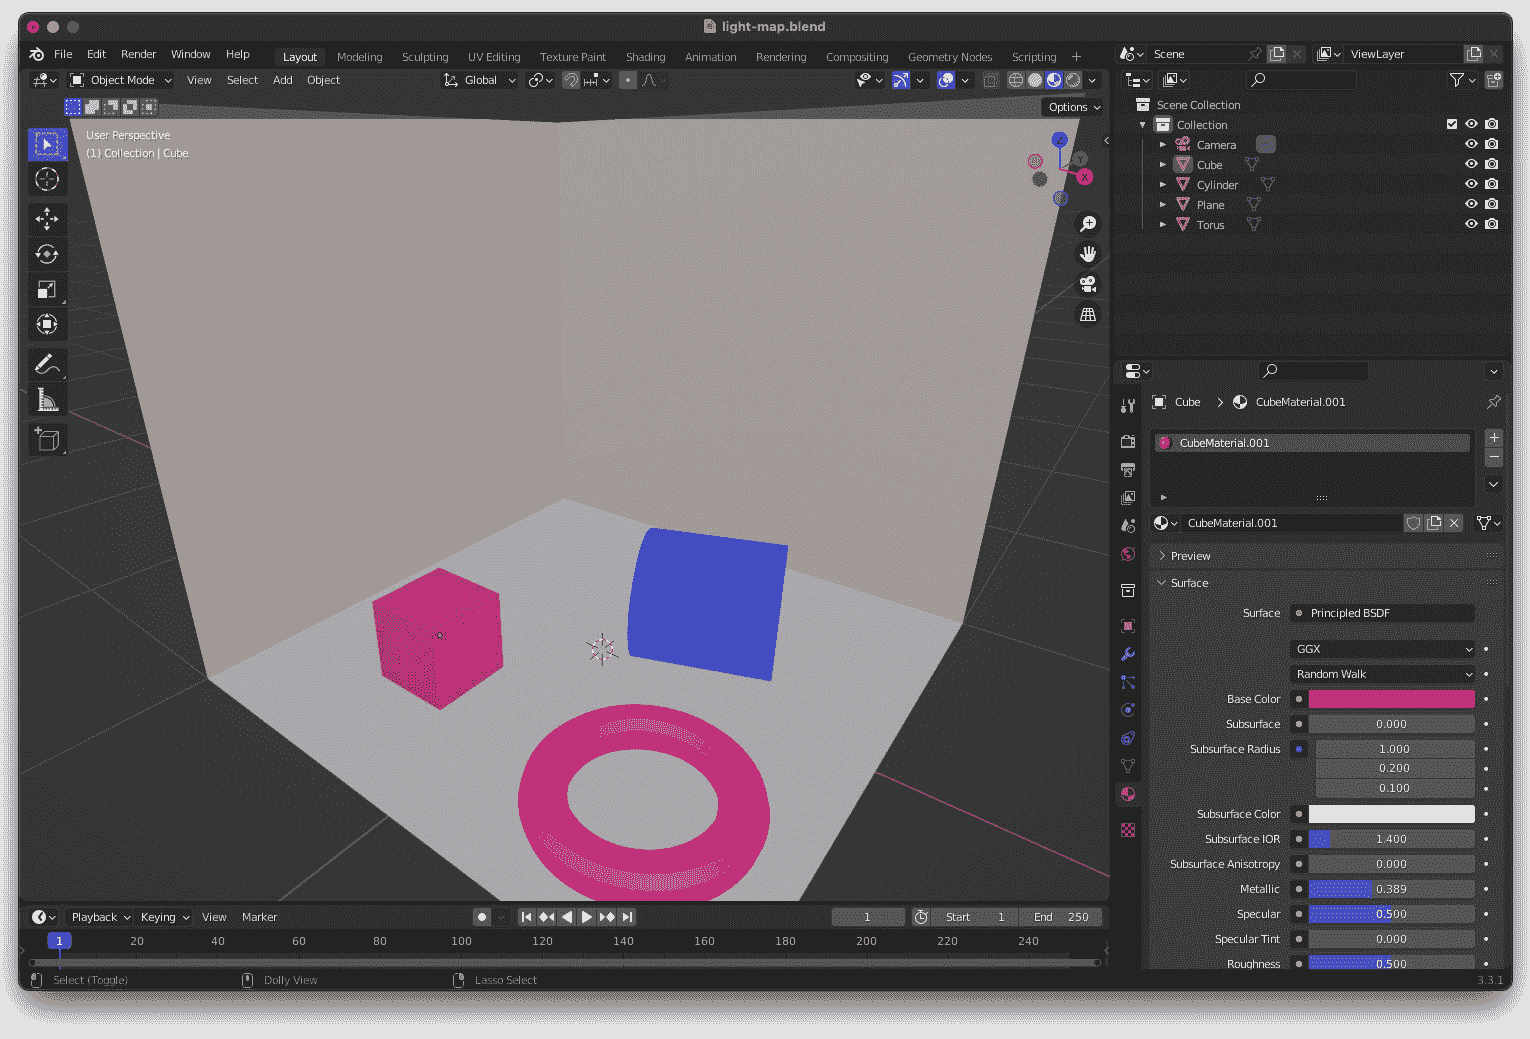 light-map.blend
File Edit Render Window Help Layout Modeling Sculpting UV Editing Texture Paint Shading Animation Rendering Compositing Geometry Nodes Scripting + Scene ViewLayer
Object Mode View Select Add Object Global
Options
User Perspective
(1) Collection | Cube
Z
Y
X
Scene Collection
Collection
Camera
Cube
Cylinder
Plane
Torus
Cube > CubeMaterial.001
CubeMaterial.001
CubeMaterial.001
Preview
Surface
Surface Principled BSDF
GGX
Random Walk
Base Color
Subsurface 0.000
Subsurface Radius 1.000
0.200
0.100
Subsurface Color
Subsurface IOR 1.400
Subsurface Anisotropy 0.000
Metallic 0.389
Specular 0.500
Specular Tint 0.000
Roughness 0.500
Playback Keying View Marker 1 Start 1 End 250
1 20 40 60 80 100 120 140 160 180 200 220 240
Select (Toggle) Dolly View Lasso Select 3.3.1